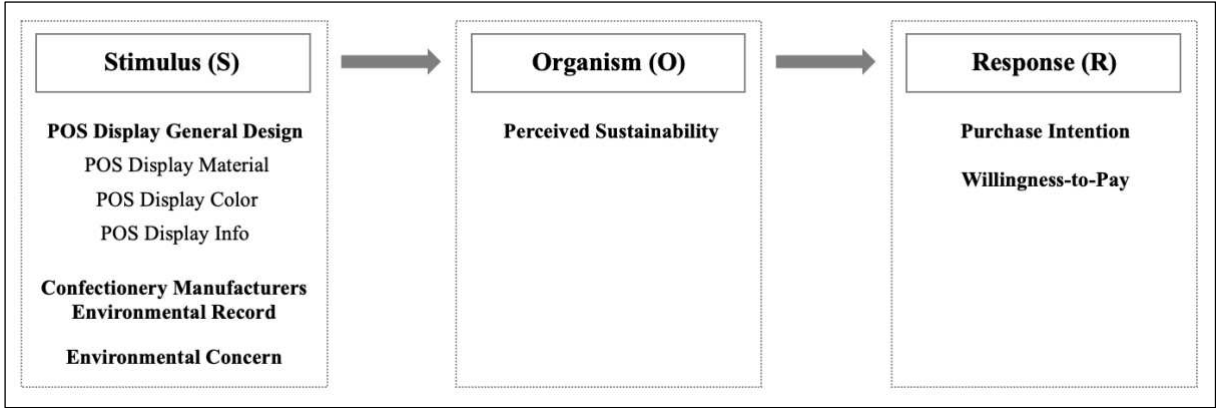 Stimulus (S)
POS Display General Design
POS Display Material
POS Display Color
POS Display Info
Confectionery Manufacturers
Environmental Record
Environmental Concern
Organism (O)
Perceived Sustainability
Response (R)
Purchase Intention
Willingness-to-Pay